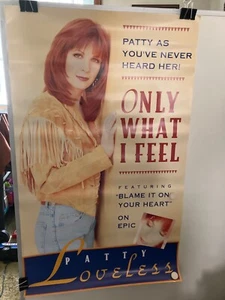 PATTY AS
YOU'VE NEVER
HEARD HER!
ONLY
WHAT
I FEEL
FEATURING
"BLAME IT ON
YOUR HEART"
ON
EPIC
PATTY
LOVELESS